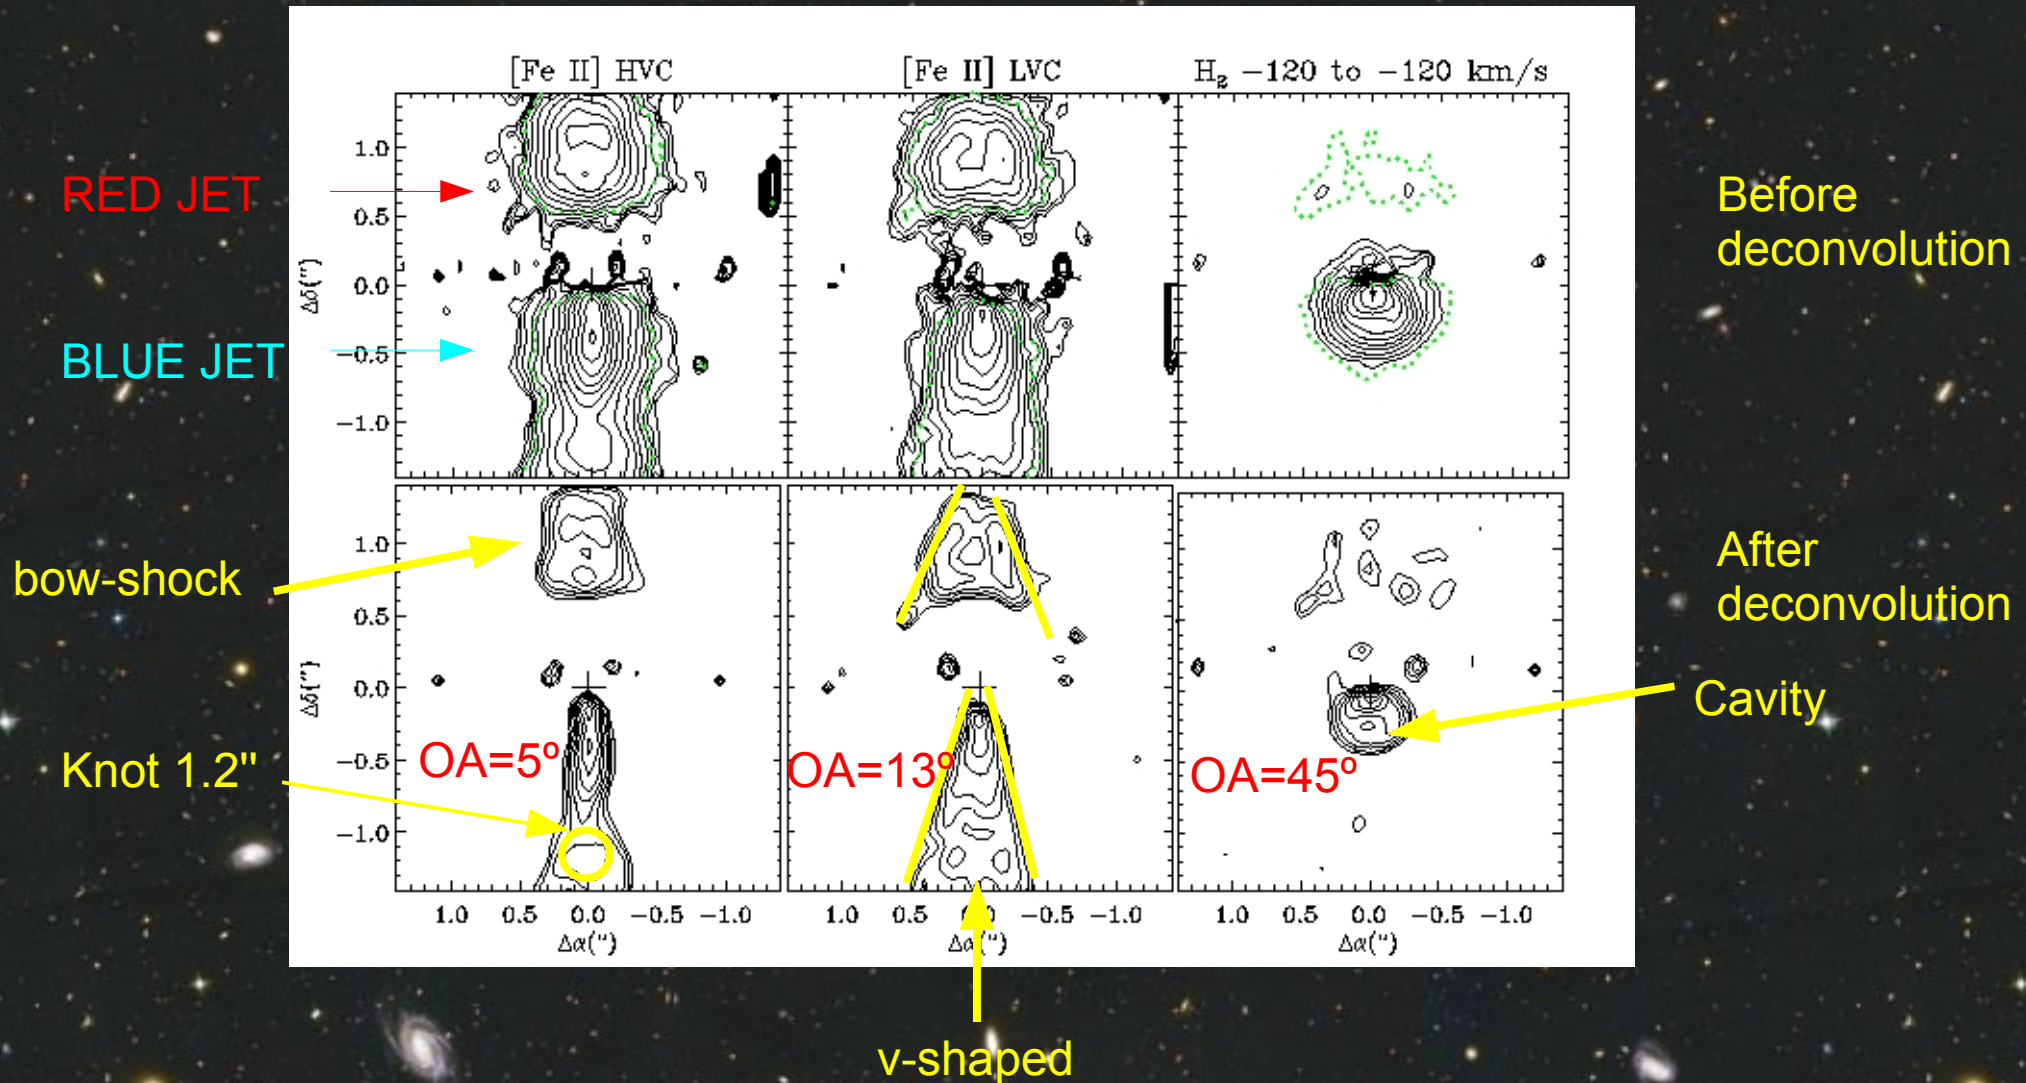 [Fe II] HVC
[Fe II] LVC
H₂ −120 to −120 km/s
RED JET
BLUE JET
Before
deconvolution
1.0
0.5
0.0
−0.5
−1.0
Δδ(")
bow-shock
Knot 1.2"
After
deconvolution
Cavity
1.0
0.5
0.0
−0.5
−1.0
Δδ(")
OA=5º
OA=13º
OA=45º
1.0 0.5 0.0 −0.5 −1.0
1.0 0.5 0.0 −0.5 −1.0
1.0 0.5 0.0 −0.5 −1.0
Δα(")
Δα(")
Δα(")
v-shaped